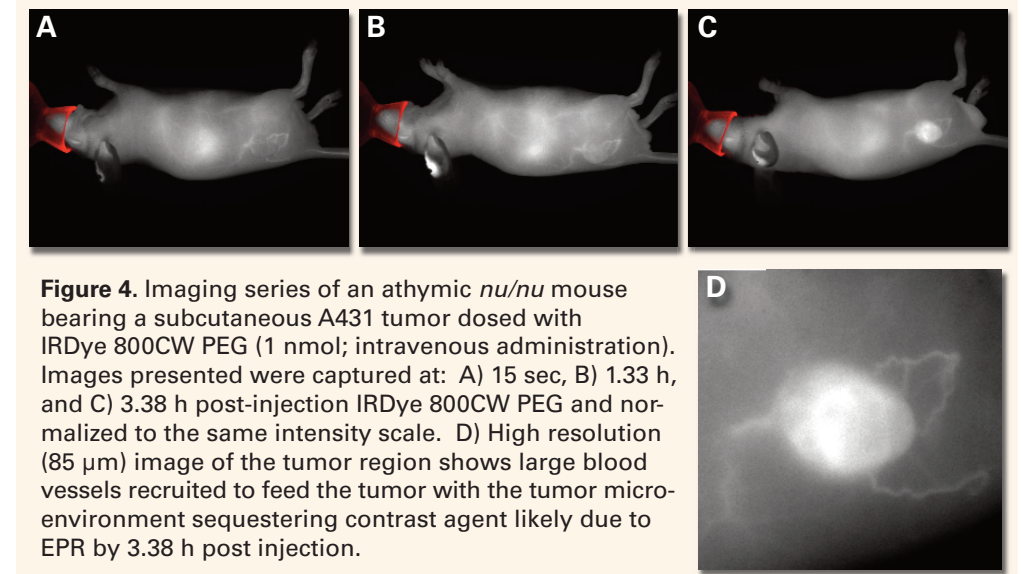 A
B
C
Figure 4. Imaging series of an athymic nu/nu mouse
bearing a subcutaneous A431 tumor dosed with
IRDye 800CW PEG (1 nmol; intravenous administration).
Images presented were captured at: A) 15 sec, B) 1.33 h,
and C) 3.38 h post-injection IRDye 800CW PEG and nor-
malized to the same intensity scale. D) High resolution
(85 μm) image of the tumor region shows large blood
vessels recruited to feed the tumor with the tumor micro-
environment sequestering contrast agent likely due to
EPR by 3.38 h post injection.
D